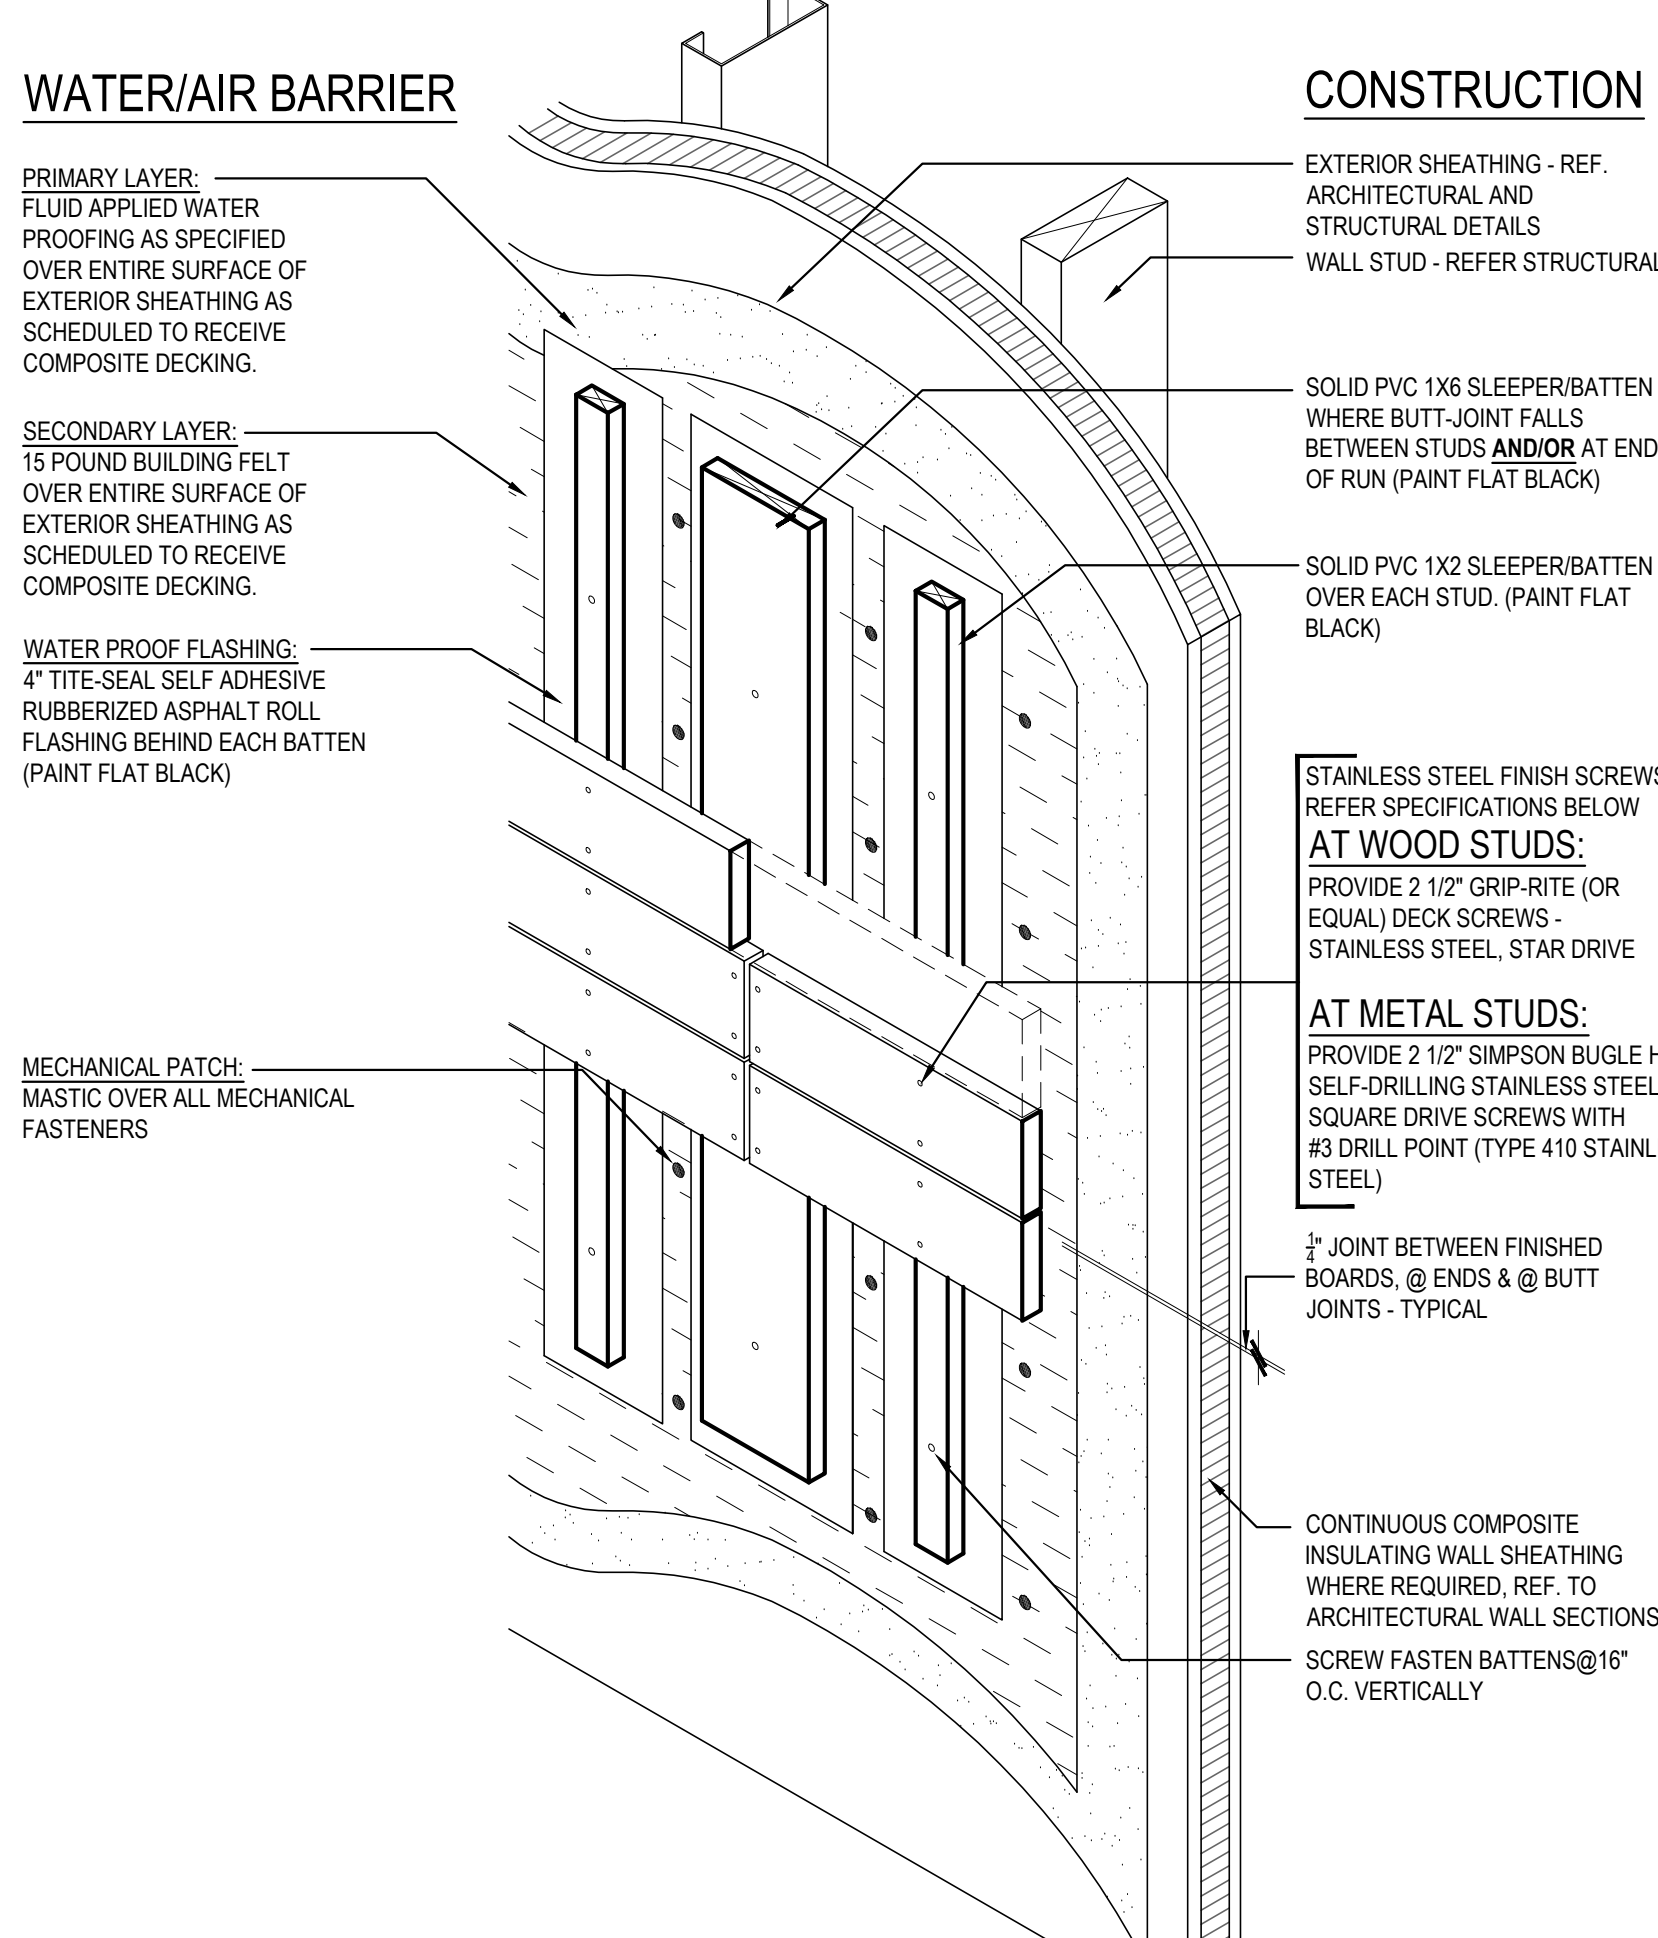 WATER/AIR BARRIER
PRIMARY LAYER:
FLUID APPLIED WATER
PROOFING AS SPECIFIED
OVER ENTIRE SURFACE OF
EXTERIOR SHEATHING AS
SCHEDULED TO RECEIVE
COMPOSITE DECKING.
SECONDARY LAYER:
15 POUND BUILDING FELT
OVER ENTIRE SURFACE OF
EXTERIOR SHEATHING AS
SCHEDULED TO RECEIVE
COMPOSITE DECKING.
WATER PROOF FLASHING:
4" TITE-SEAL SELF ADHESIVE
RUBBERIZED ASPHALT ROLL
FLASHING BEHIND EACH BATTEN
(PAINT FLAT BLACK)
MECHANICAL PATCH:
MASTIC OVER ALL MECHANICAL
FASTENERS
CONSTRUCTION
EXTERIOR SHEATHING - REF.
ARCHITECTURAL AND
STRUCTURAL DETAILS
WALL STUD - REFER STRUCTURAL
SOLID PVC 1X6 SLEEPER/BATTEN
WHERE BUTT-JOINT FALLS
BETWEEN STUDS AND/OR AT END
OF RUN (PAINT FLAT BLACK)
SOLID PVC 1X2 SLEEPER/BATTEN
OVER EACH STUD. (PAINT FLAT
BLACK)
STAINLESS STEEL FINISH SCREWS
REFER SPECIFICATIONS BELOW
AT WOOD STUDS:
PROVIDE 2 1/2" GRIP-RITE (OR
EQUAL) DECK SCREWS -
STAINLESS STEEL, STAR DRIVE
AT METAL STUDS:
PROVIDE 2 1/2" SIMPSON BUGLE
SELF-DRILLING STAINLESS STEEL
SQUARE DRIVE SCREWS WITH
#3 DRILL POINT (TYPE 410
STEEL)
1/4" JOINT BETWEEN FINISHED
BOARDS, @ ENDS & @ BUTT
JOINTS - TYPICAL
CONTINUOUS COMPOSITE
INSULATING WALL SHEATHING
WHERE REQUIRED, REF. TO
ARCHITECTURAL WALL SECTIONS
SCREW FASTEN BATTENS@16"
O.C. VERTICALLY